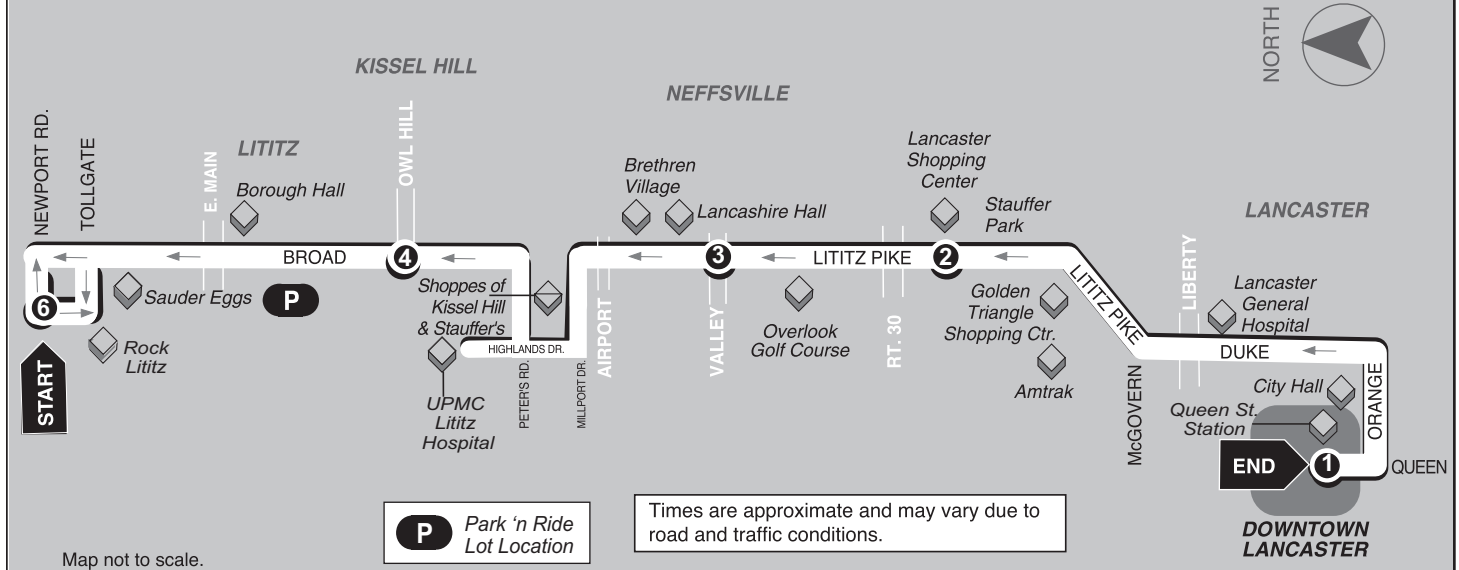 NORTH
KISSEL HILL
NEFFSVILLE
NEWPORT RD.
TOLLGATE
LITITZ
E. MAIN
Borough Hall
OWL HILL
Brethren
Village
Lancashire Hall
Lancaster
Shopping
Center
Stauffer
Park
LANCASTER
BROAD
4
3
LITITZ PIKE
2
LITITZ PIKE
LIBERTY
6
Sauder Eggs
P
Shoppes of
Kissel Hill
& Stauffer's
Golden
Triangle
Shopping Ctr.
Lancaster
General
Hospital
Rock
Lititz
HIGHLANDS DR.
AIRPORT
VALLEY
Overlook
Golf Course
RT. 30
Amtrak
DUKE
START
UPMC
Lititz
Hospital
PETER'S RD.
MILLPORT DR.
McGOVERN
City Hall
Queen St.
Station
ORANGE
END
1
QUEEN
P
Park 'n Ride
Lot Location
Times are approximate and may vary due to
road and traffic conditions.
DOWNTOWN
LANCASTER
Map not to scale.